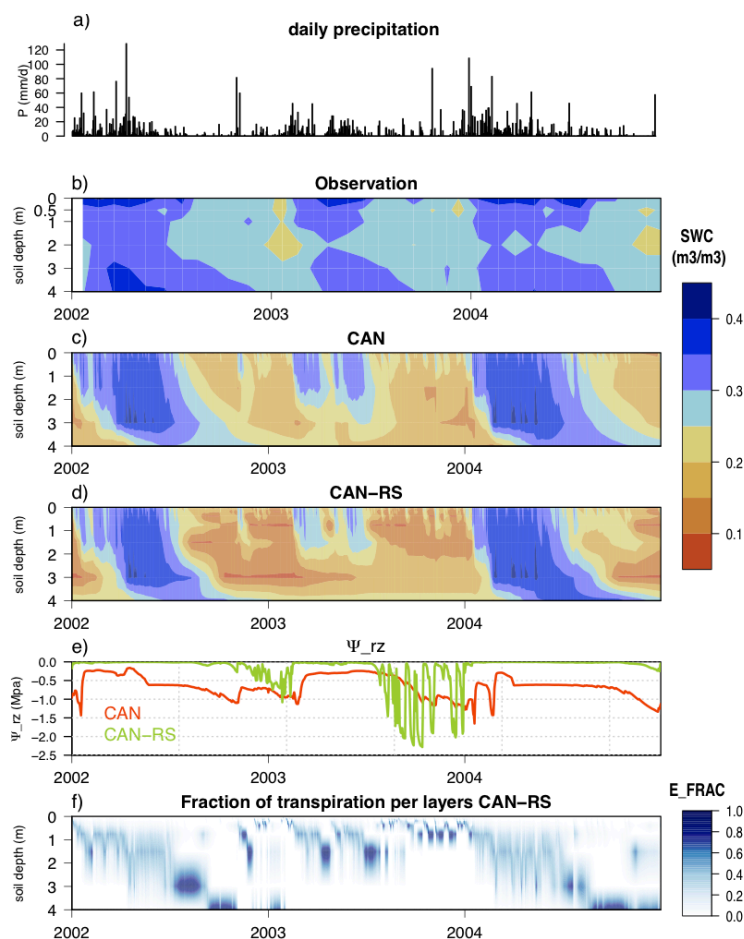 a)
daily precipitation
P (mm/d)
120
100
80
60
40
20
0
b)
Observation
soil depth (m)
0
0.5
1
2
3
4
2002
2003
2004
SWC
(m3/m3)
0.4
0.3
0.2
0.1
c)
CAN
soil depth (m)
0
1
2
3
4
2002
2003
2004
d)
CAN−RS
soil depth (m)
0
1
2
3
4
2002
2003
2004
e)
Ψ_rz
Ψ_rz (Mpa)
0.0
−0.5
−1.0
−1.5
−2.0
−2.5
CAN
CAN−RS
2002
2003
2004
f)
Fraction of transpiration per layers CAN−RS
soil depth (m)
0
1
2
3
4
2002
2003
2004
E_FRAC
1.0
0.8
0.6
0.4
0.2
0.0